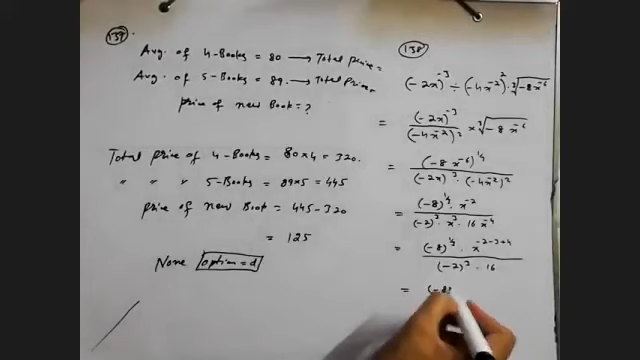 137.
Avg. of 4-Books = 80 → Total price =
Avg. of 5-Books = 89. → Total price =
price of new Book = ?
Total price of 4-Books = 80×4 = 320.
〃 〃 〃 5-Books = 89×5 = 445
price of new Book = 445-320
= 125
None option = d
138
(-2x)^-3 ÷ (-4x^-2)^2 · ∛(-8x^-6)
= (-2x)^-3 / (-4x^-2)^2 × ∛(-8x^-6)
= (-8x^-6)^1/3 / (-2x)^3 · (-4x^-2)^2
= (-8)^1/3 · x^-2 / (-2)^3 · x^3 · 16 x^-4
= (-8)^1/3 · x^-2-3+4 / (-2)^3 · 16
= (-8)